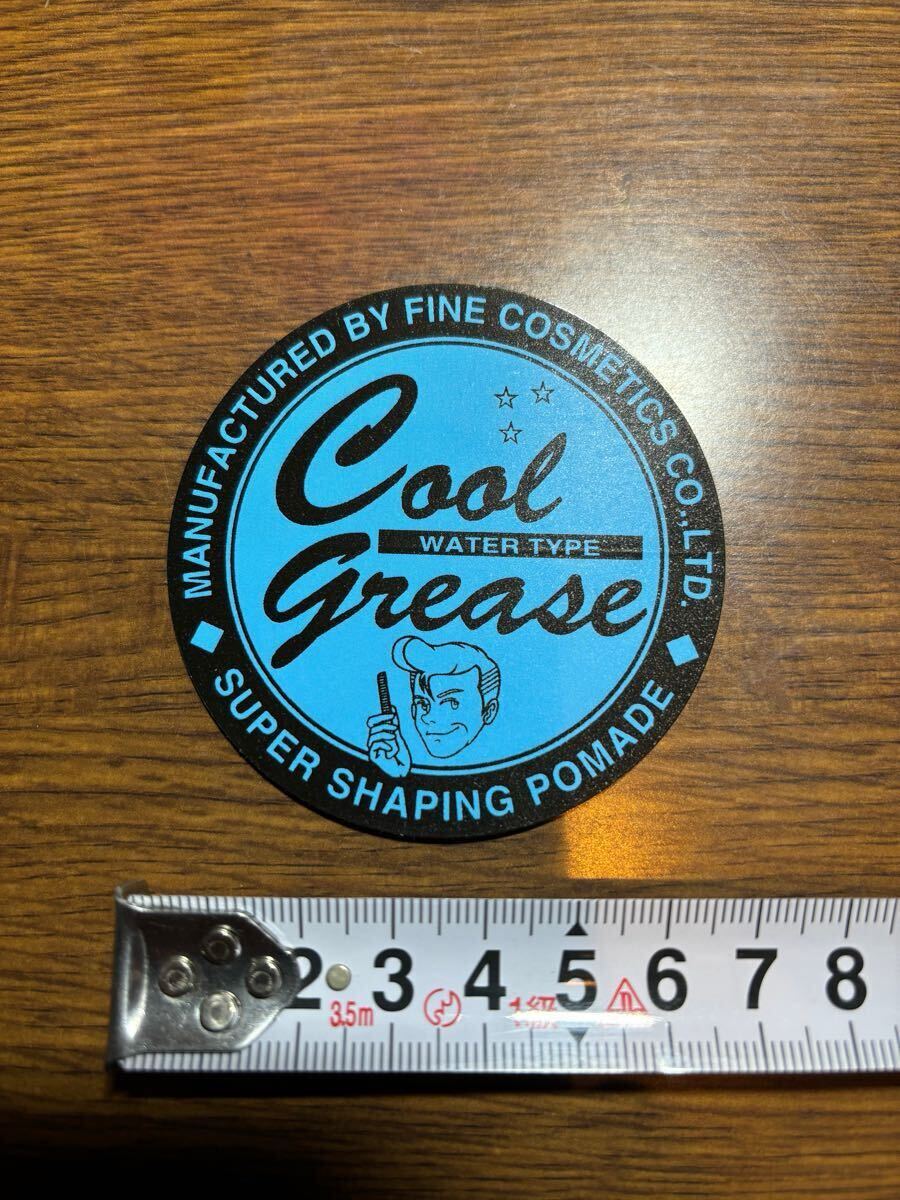 MANUFACTURED BY FINE COSMETICS CO.,LTD.
Cool
WATER TYPE
Grease
SUPER SHAPING POMADE
2 3 4 5 6 7 8
3.5m